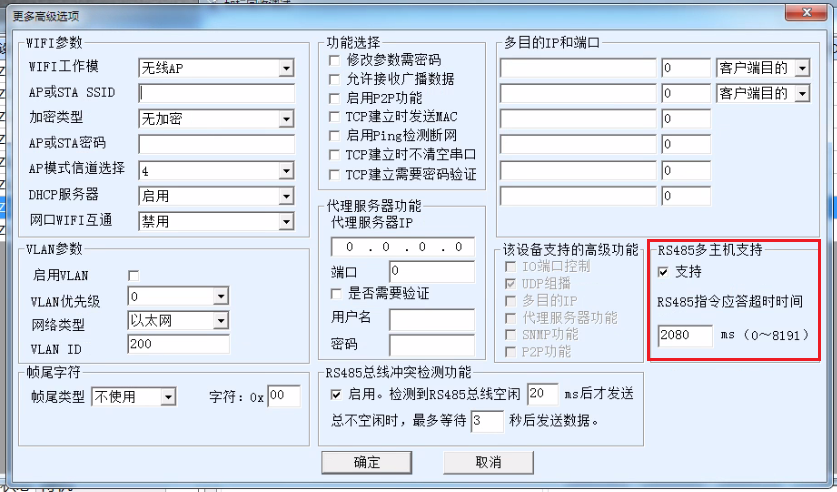 更多高级选项
WIFI参数
WIFI工作模 无线AP
AP或STA SSID
加密类型 无加密
AP或STA密码
AP模式信道选择 4
DHCP服务器 启用
网口WIFI互通 禁用
功能选择
修改参数需密码
允许接收广播数据
启用P2P功能
TCP建立时发送MAC
启用Ping检测断网
TCP建立时不清空串口
TCP建立需要密码验证
多目的IP和端口
0 客户端目的
0 客户端目的
0
0
0
0
代理服务器功能
代理服务器IP
0 . 0 . 0 . 0
端口 0
是否需要验证
用户名
密码
VLAN参数
启用VLAN
VLAN优先级 0
网络类型 以太网
VLAN ID 200
该设备支持的高级功能
IO端口控制
UDP组播
多目的IP
代理服务器功能
SNMP功能
P2P功能
RS485多主机支持
支持
RS485指令应答超时时间
2080 ms (0～8191)
帧尾字符
帧尾类型 不使用 字符：0x 00
RS485总线冲突检测功能
启用。检测到RS485总线空闲 20 ms后才发送
总不空闲时，最多等待 3 秒后发送数据。
确定
取消